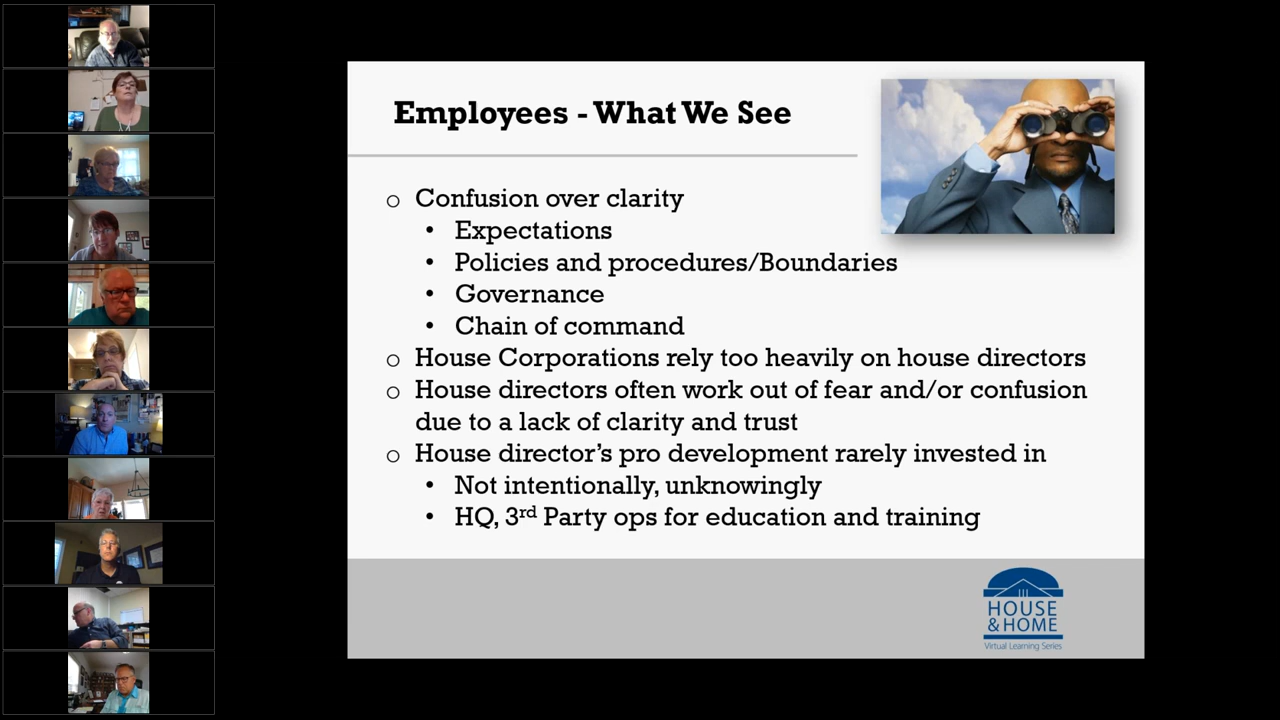 Employees - What We See
o Confusion over clarity
• Expectations
• Policies and procedures/Boundaries
• Governance
• Chain of command
o House Corporations rely too heavily on house directors
o House directors often work out of fear and/or confusion
due to a lack of clarity and trust
o House director's pro development rarely invested in
• Not intentionally, unknowingly
• HQ, 3rd Party ops for education and training
HOUSE
& HOME
Virtual Learning Series